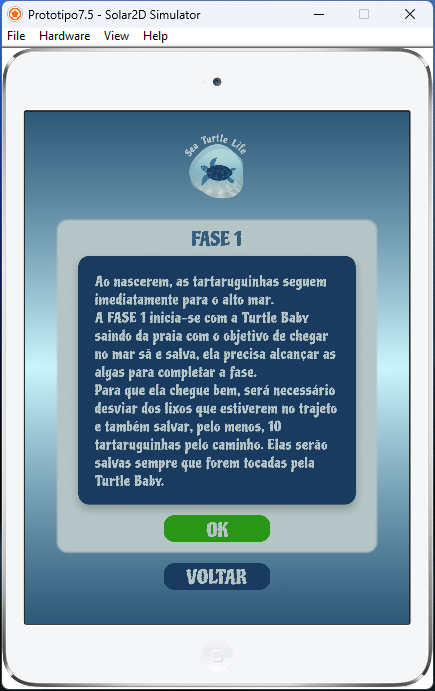 Prototipo7.5 - Solar2D Simulator
File Hardware View Help
Sea Turtle Life
FASE 1
Ao nascerem, as tartaruguinhas seguem
imediatamente para o alto mar.
A FASE 1 inicia-se com a Turtle Baby
saindo da praia com o objetivo de chegar
no mar sã e salva, ela precisa alcançar as
algas para completar a fase.
Para que ela chegue bem, será necessário
desviar dos lixos que estiverem no trajeto
e também salvar, pelo menos, 10
tartaruguinhas pelo caminho. Elas serão
salvas sempre que forem tocadas pela
Turtle Baby.
OK
VOLTAR